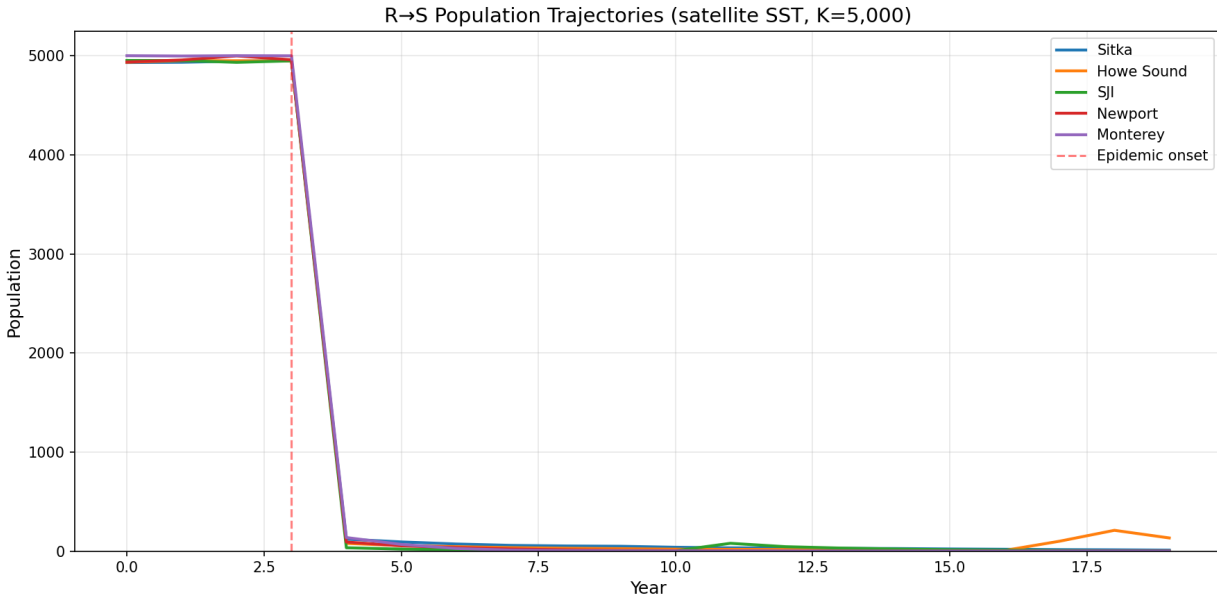 R→S Population Trajectories (satellite SST, K=5,000)
Sitka
Howe Sound
SJI
Newport
Monterey
Epidemic onset
Population
5000
4000
3000
2000
1000
0
0.0 2.5 5.0 7.5 10.0 12.5 15.0 17.5
Year